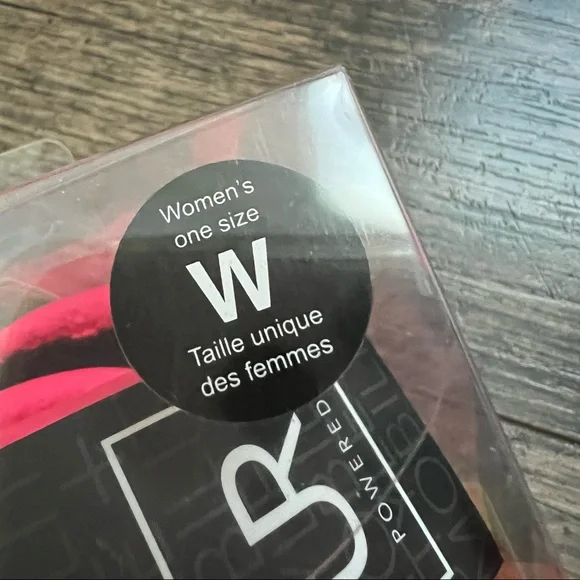 Women's
one size
W
Taille unique
des femmes
UR
POWERED